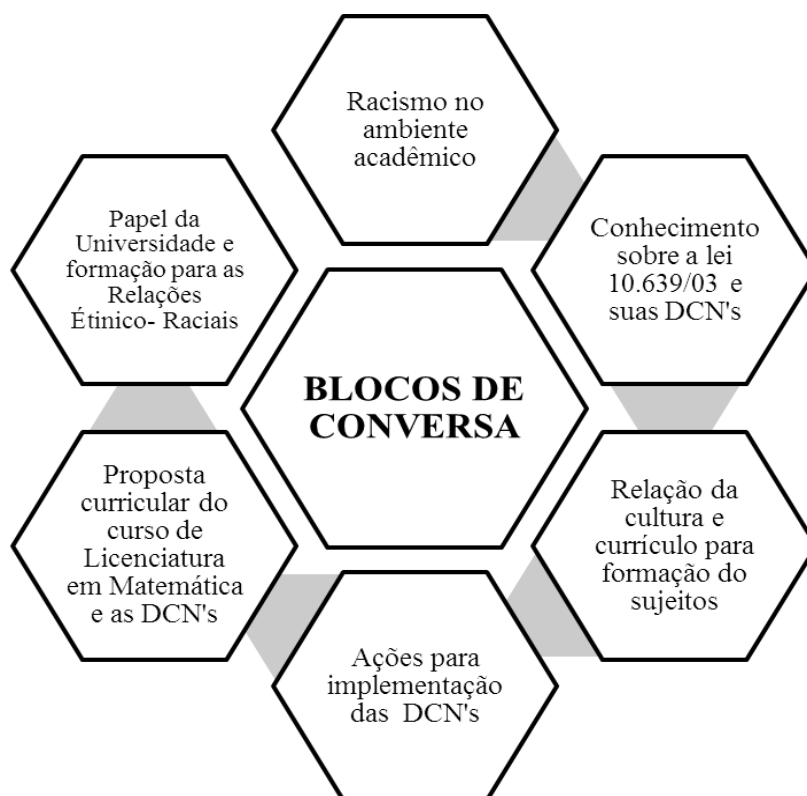 Racismo no
ambiente
acadêmico
Conhecimento
sobre a lei
10.639/03 e
suas DCN's
Relação da
cultura e
currículo para
formação do
sujeitos
Ações para
implementação
das DCN's
Proposta
curricular do
curso de
Licenciatura
em Matemática
e as DCN's
Papel da
Universidade e
formação para as
Relações
Étinico- Raciais
BLOCOS DE
CONVERSA